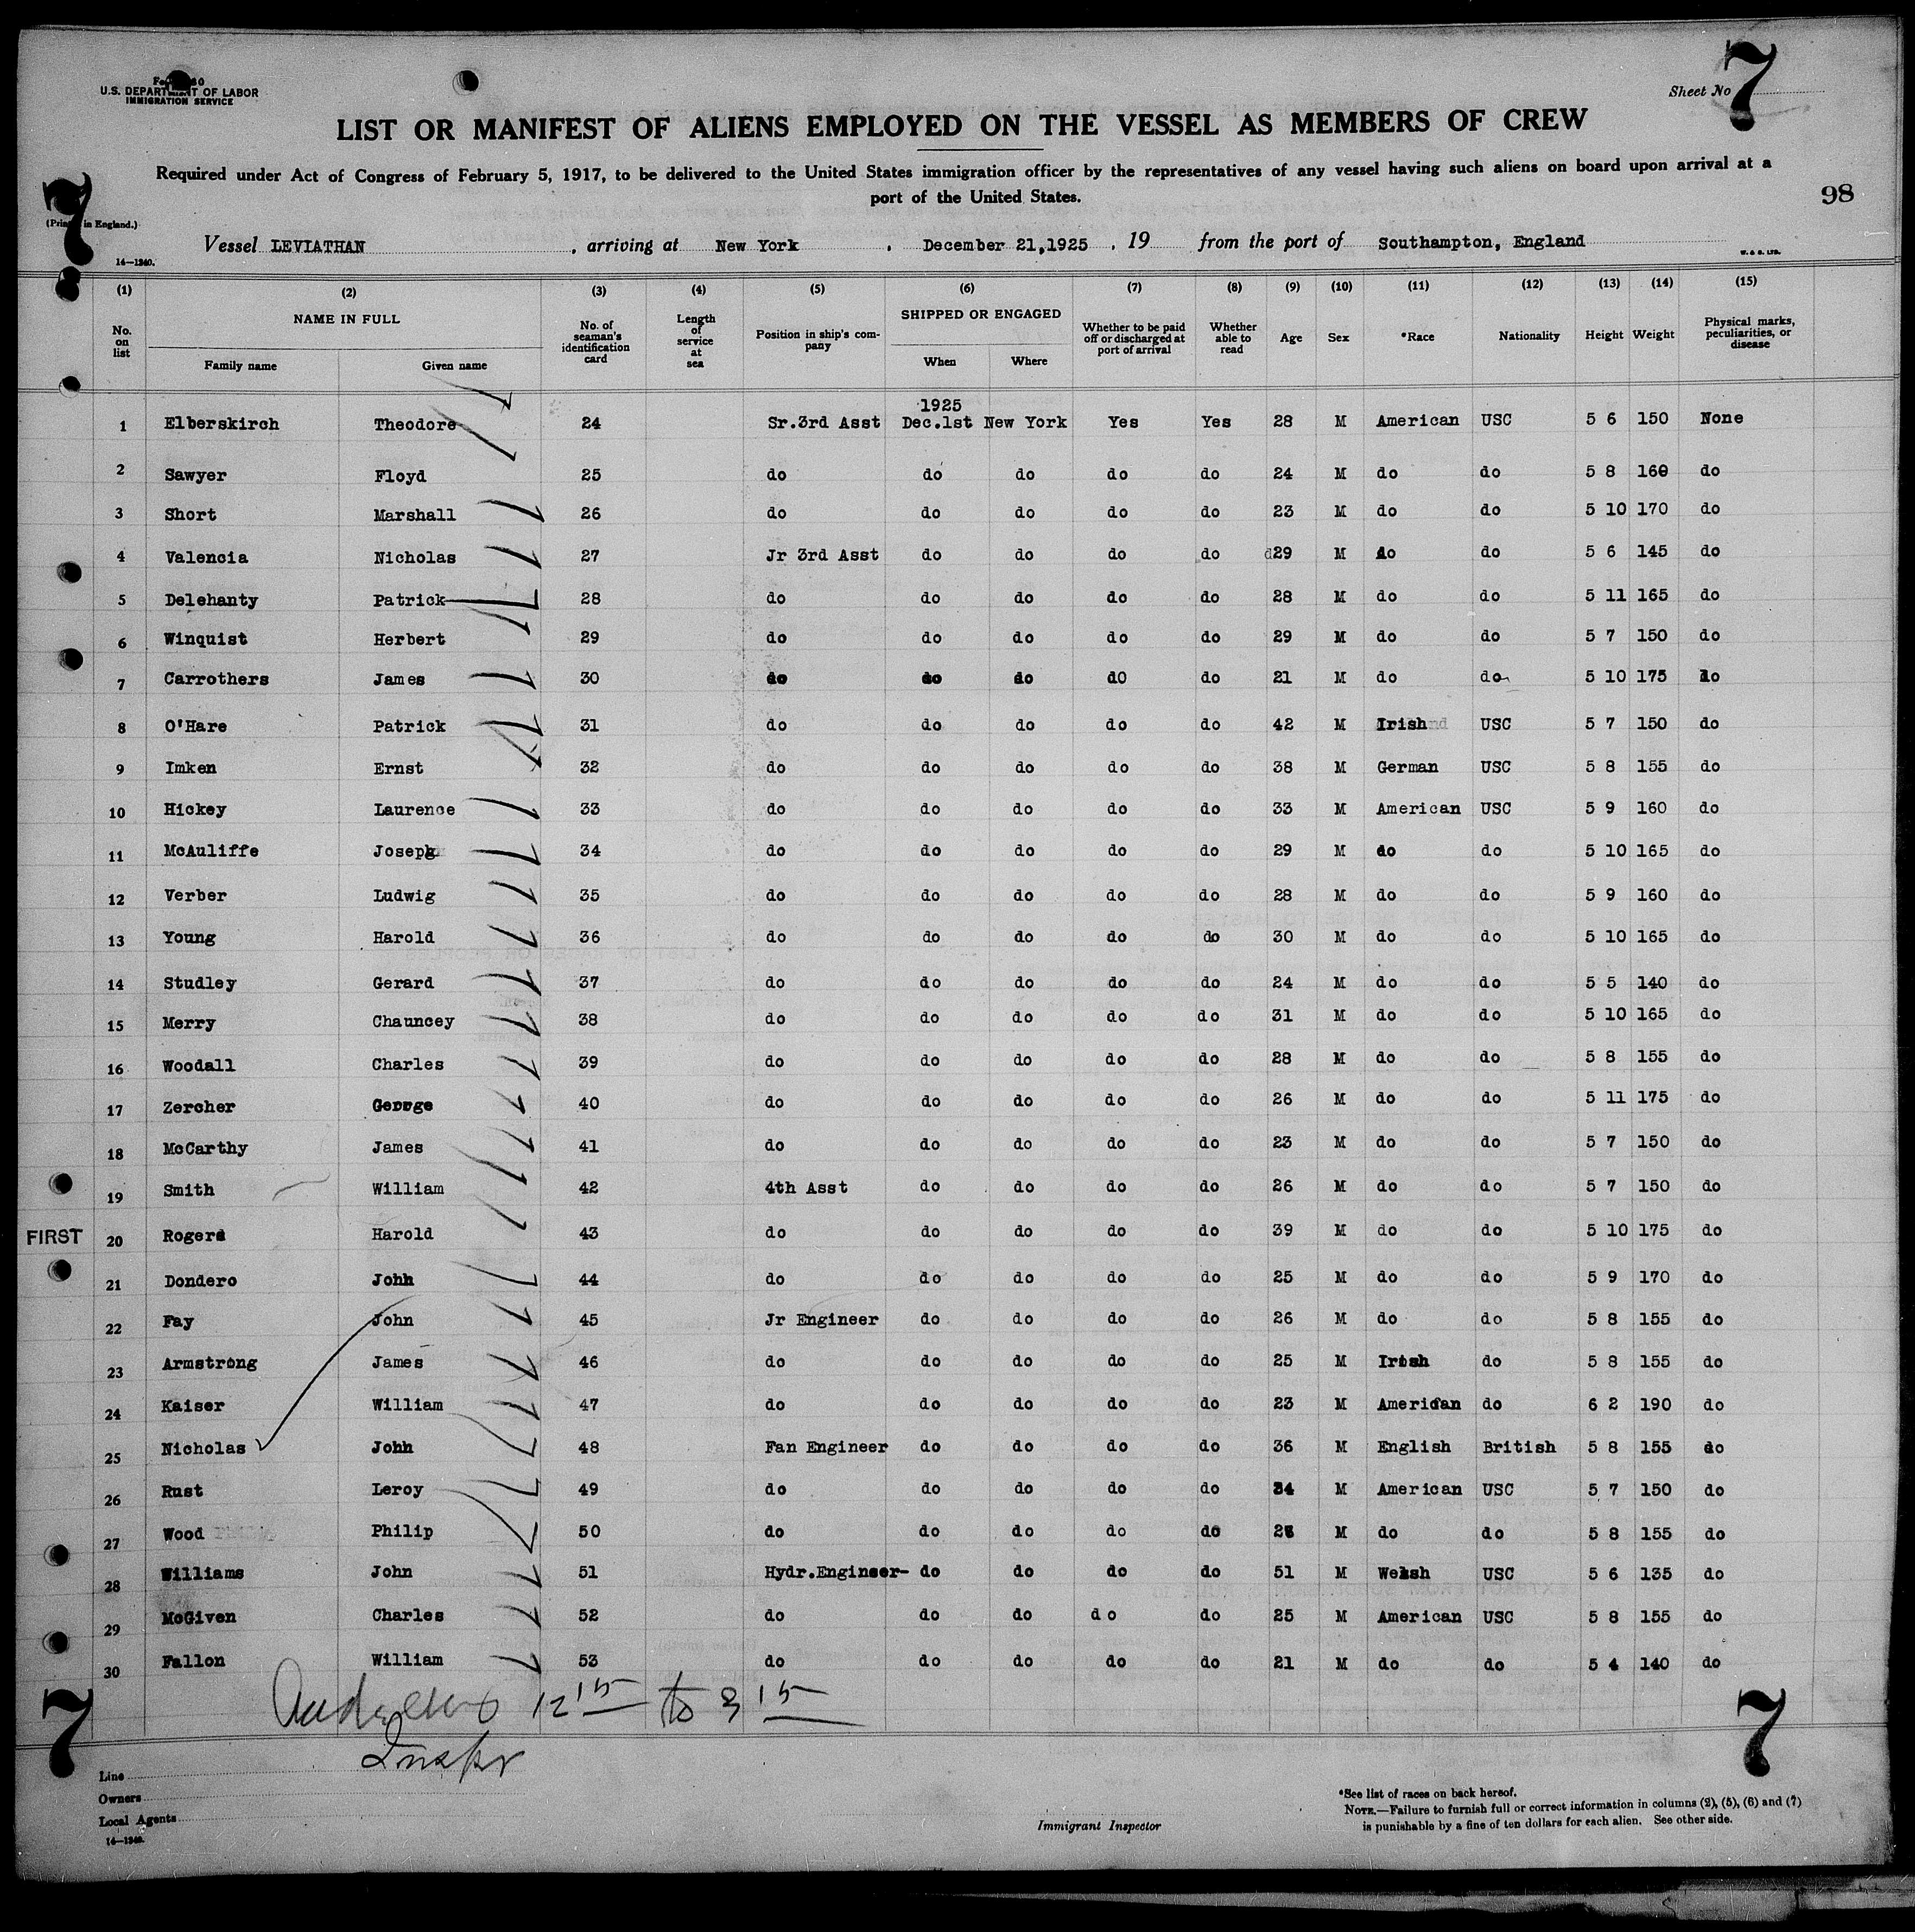 U.S. DEPARTMENT OF LABOR
IMMIGRATION SERVICE
Sheet No 7
LIST OR MANIFEST OF ALIENS EMPLOYED ON THE VESSEL AS MEMBERS OF CREW
Required under Act of Congress of February 5, 1917, to be delivered to the United States immigration officer by the representatives of any vessel having such aliens on board upon arrival at a
port of the United States.
98
7
(Printed in England.)
Vessel LEVIATHAN , arriving at New York , December 21,1925 , 19 from the port of Southampton, England
14—1240. W. & S. LTD.
(1) (2) (3) (4) (5) (6) (7) (8) (9) (10) (11) (12) (13) (14) (15)
No. on list NAME IN FULL Family name Given name No. of seaman's identification card Length of service at sea Position in ship's company SHIPPED OR ENGAGED When Where Whether to be paid off or discharged at port of arrival Whether able to read Age Sex *Race Nationality Height Weight Physical marks, peculiarities, or disease
1925
1 Elberskirch Theodore 24 Sr.3rd Asst Dec.1st New York Yes Yes 28 M American USC 5 6 150 None
2 Sawyer Floyd 25 do do do do do 24 M do do 5 8 160 do
3 Short Marshall 26 do do do do do 23 M do do 5 10 170 do
4 Valencia Nicholas 27 Jr 3rd Asst do do do do 29 M do do 5 6 145 do
5 Delehanty Patrick 28 do do do do do 28 M do do 5 11 165 do
6 Winquist Herbert 29 do do do do do 29 M do do 5 7 150 do
7 Carrothers James 30 do do do do do 21 M do do 5 10 175 do
8 O'Hare Patrick 31 do do do do do 42 M Irish USC 5 7 150 do
9 Imken Ernst 32 do do do do do 38 M German USC 5 8 155 do
10 Hickey Laurence 33 do do do do do 33 M American USC 5 9 160 do
11 McAuliffe Joseph 34 do do do do do 29 M do do 5 10 165 do
12 Verber Ludwig 35 do do do do do 28 M do do 5 9 160 do
13 Young Harold 36 do do do do do 30 M do do 5 10 165 do
14 Studley Gerard 37 do do do do do 24 M do do 5 5 140 do
15 Merry Chauncey 38 do do do do do 31 M do do 5 10 165 do
16 Woodall Charles 39 do do do do do 28 M do do 5 8 155 do
17 Zercher George 40 do do do do do 26 M do do 5 11 175 do
18 McCarthy James 41 do do do do do 23 M do do 5 7 150 do
19 Smith William 42 4th Asst do do do do 26 M do do 5 7 150 do
FIRST 20 Rogers Harold 43 do do do do do 39 M do do 5 10 175 do
21 Dondero John 44 do do do do do 25 M do do 5 9 170 do
22 Fay John 45 Jr Engineer do do do do 26 M do do 5 8 155 do
23 Armstrong James 46 do do do do do 25 M Irish do 5 8 155 do
24 Kaiser William 47 do do do do do 23 M American do 6 2 190 do
25 Nicholas John 48 Fan Engineer do do do do 36 M English British 5 8 155 do
26 Rust Leroy 49 do do do do do 34 M American USC 5 7 150 do
27 Wood Philip 50 do do do do do M do do 5 8 155 do
28 Williams John 51 Hydr.Engineer- do do do do 51 M Welsh USC 5 6 135 do
29 McGiven Charles 52 do do do do do 25 M American USC 5 8 155 do
30 Fallon William 53 do do do do do 21 M do do 5 4 140 do
12 15 to 3 15
Inspr
7
7
Line
Owners
Local Agents
14—1240.
Immigrant Inspector
*See list of races on back hereof.
NOTE.—Failure to furnish full or correct information in columns (2), (5), (6) and (7)
is punishable by a fine of ten dollars for each alien. See other side.